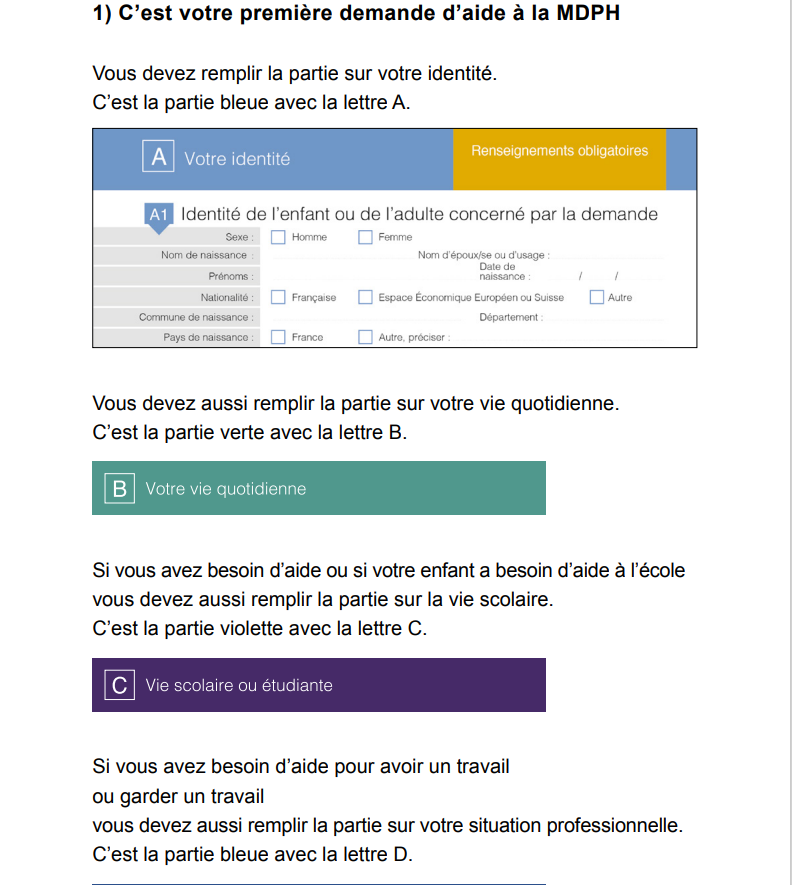 1) C’est votre première demande d’aide à la MDPH
Vous devez remplir la partie sur votre identité.
C’est la partie bleue avec la lettre A.
A Votre identité Renseignements obligatoires
A1 Identité de l’enfant ou de l’adulte concerné par la demande
Sexe : Homme Femme
Nom de naissance : Nom d’époux/se ou d’usage :
Prénoms : Date de naissance : / /
Nationalité : Française Espace Économique Européen ou Suisse Autre
Commune de naissance : Département :
Pays de naissance : France Autre, préciser :
Vous devez aussi remplir la partie sur votre vie quotidienne.
C’est la partie verte avec la lettre B.
B Votre vie quotidienne
Si vous avez besoin d’aide ou si votre enfant a besoin d’aide à l’école
vous devez aussi remplir la partie sur la vie scolaire.
C’est la partie violette avec la lettre C.
C Vie scolaire ou étudiante
Si vous avez besoin d’aide pour avoir un travail
ou garder un travail
vous devez aussi remplir la partie sur votre situation professionnelle.
C’est la partie bleue avec la lettre D.